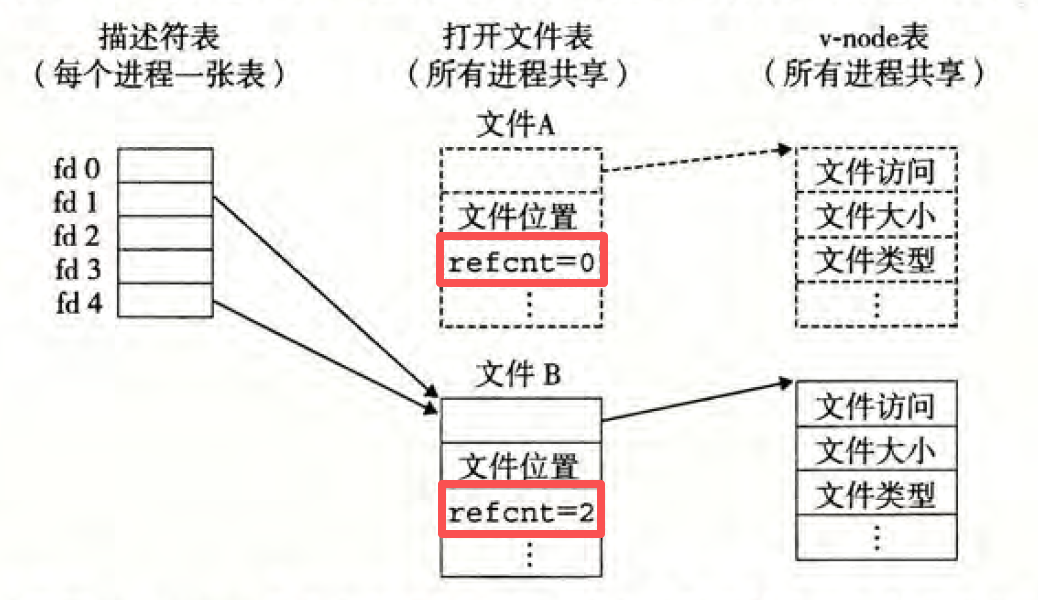 描述符表
（每个进程一张表）
打开文件表
（所有进程共享）
v-node表
（所有进程共享）
fd 0
fd 1
fd 2
fd 3
fd 4
文件A
文件位置
refcnt=0
⋮
文件访问
文件大小
文件类型
⋮
文件 B
文件位置
refcnt=2
⋮
文件访问
文件大小
文件类型
⋮